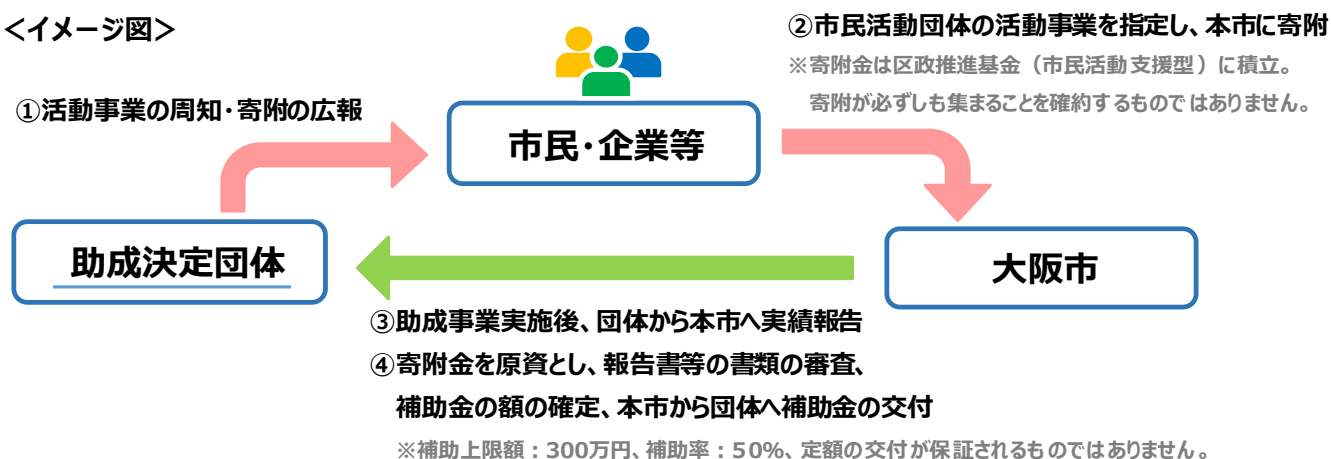 ＜イメージ図＞
①活動事業の周知・寄附の広報
市民・企業等
②市民活動団体の活動事業を指定し、本市に寄附
※寄附金は区政推進基金（市民活動支援型）に積立。
寄附が必ずしも集まることを確約するものではありません。
助成決定団体
大阪市
③助成事業実施後、団体から本市へ実績報告
④寄附金を原資とし、報告書等の書類の審査、
補助金の額の確定、本市から団体へ補助金の交付
※補助上限額：300万円、補助率：50%、定額の交付が保証されるものではありません。